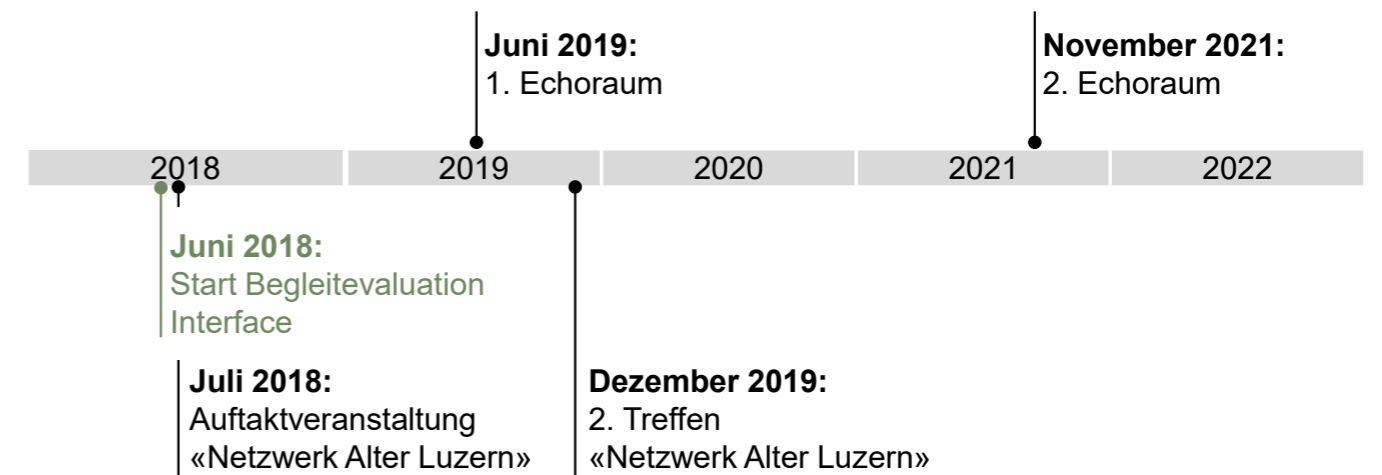 Juni 2019:
1. Echoraum
November 2021:
2. Echoraum
2018
2019
2020
2021
2022
Juni 2018:
Start Begleitevaluation
Interface
Juli 2018:
Auftaktveranstaltung
«Netzwerk Alter Luzern»
Dezember 2019:
2. Treffen
«Netzwerk Alter Luzern»